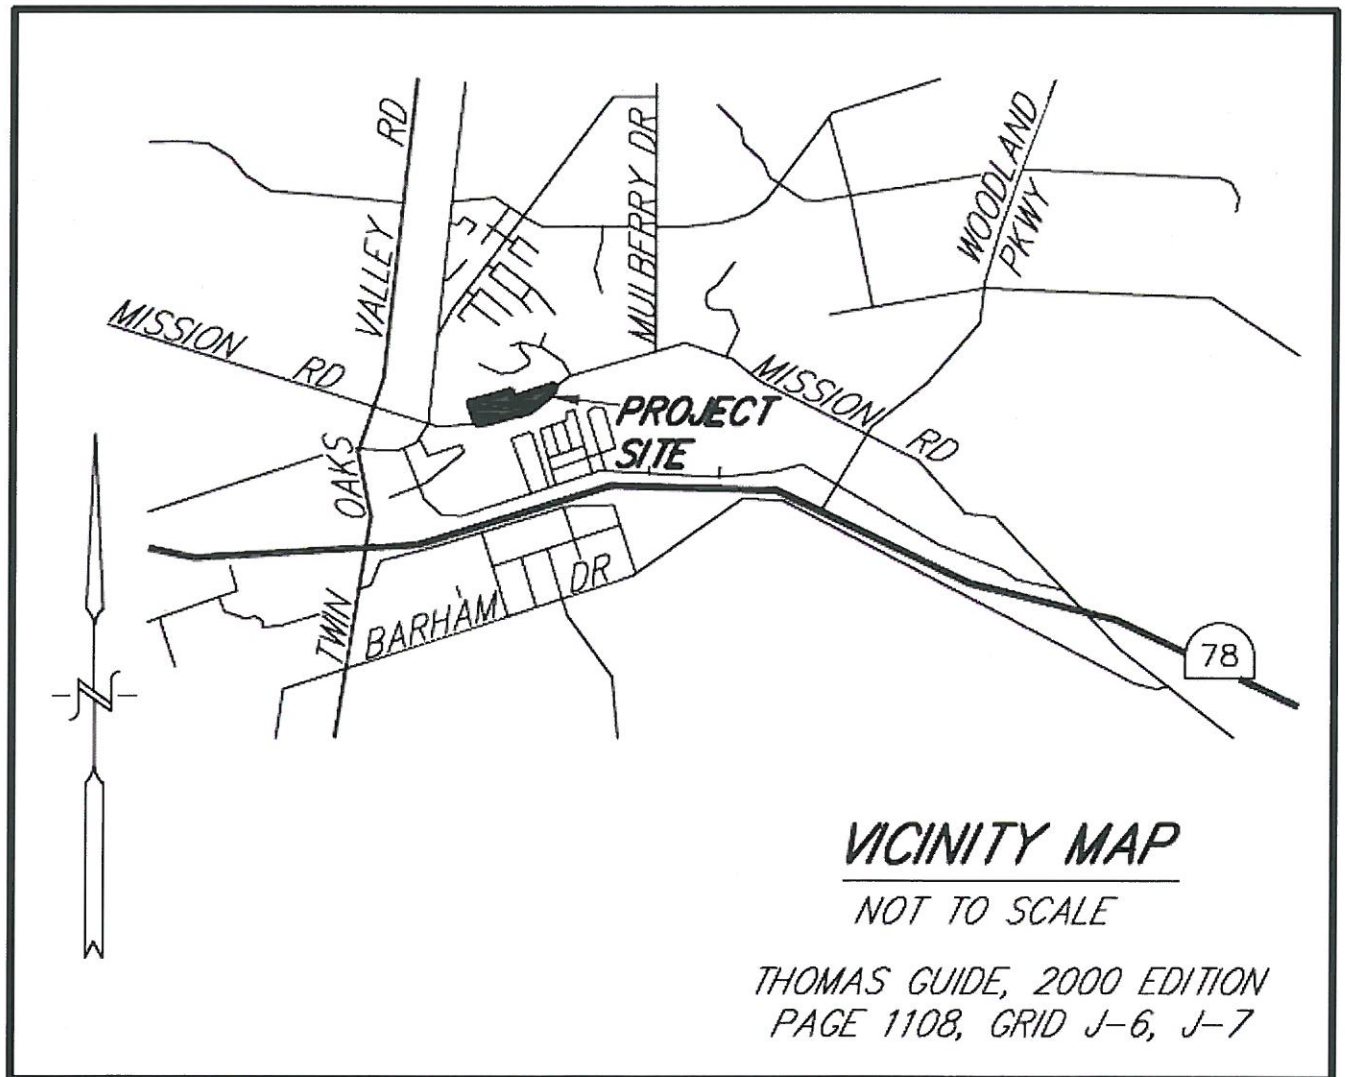 VALLEY RD
MULBERRY DR
WOODLAND
PKWY
MISSION RD
MISSION RD
PROJECT
SITE
TWIN OAKS
BARHAM DR
78
N
VICINITY MAP
NOT TO SCALE
THOMAS GUIDE, 2000 EDITION
PAGE 1108, GRID J-6, J-7